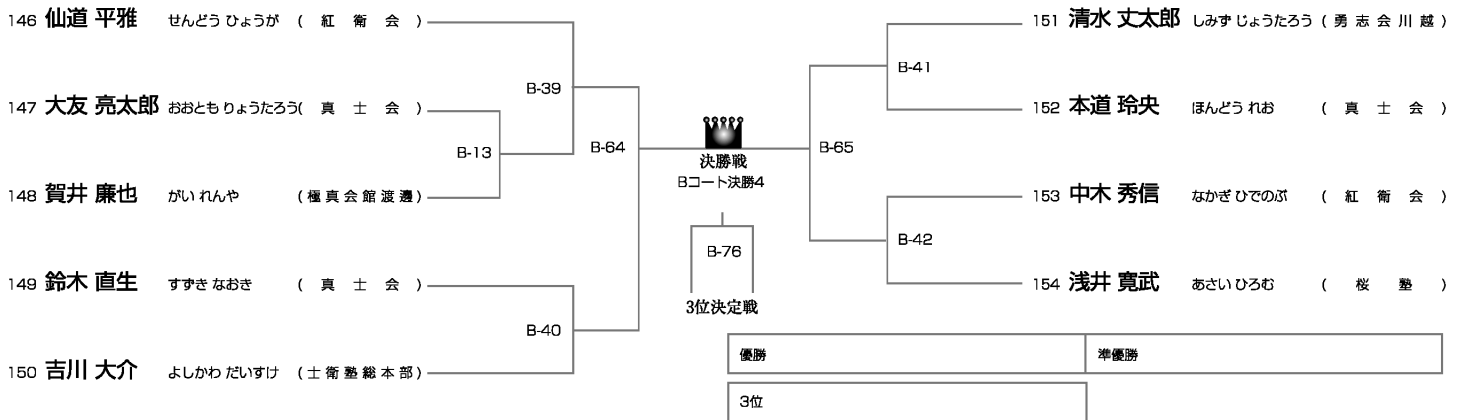 146 仙道 平雅 せんどう ひょうが (紅衛会)
B-39
147 大友 亮太郎 おおとも りょうたろう(真士会)
B-13
148 賀井 廉也 がい れんや (極真会館渡邊)
B-64
149 鈴木 直生 すずき なおき (真士会)
B-40
150 吉川 大介 よしかわ だいすけ (士衛塾総本部)
決勝戦
Bコート決勝4
B-76
3位決定戦
151 清水 丈太郎 しみず じょうたろう (勇志会川越)
B-41
152 本道 玲央 ほんどう れお (真士会)
B-65
153 中木 秀信 なかぎ ひでのぶ (紅衛会)
B-42
154 浅井 寛武 あさい ひろむ (桜塾)
優勝
準優勝
3位